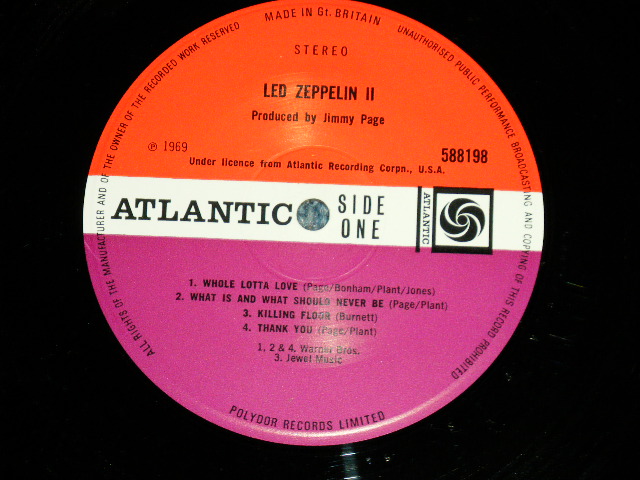 MADE IN Gt. BRITAIN
UNAUTHORISED PUBLIC PERFORMANCE BROADCASTING AND COPYING OF THIS RECORD PROHIBITED
ALL RIGHTS OF THE MANUFACTURER AND OF THE OWNER OF THE RECORDED WORK RESERVED
STEREO
LED ZEPPELIN II
Produced by Jimmy Page
℗ 1969
588198
Under licence from Atlantic Recording Corpn., U.S.A.
ATLANTIC
SIDE
ONE
ATLANTIC
1. WHOLE LOTTA LOVE (Page/Bonham/Plant/Jones)
2. WHAT IS AND WHAT SHOULD NEVER BE (Page/Plant)
3. KILLING FLOOR (Burnett)
4. THANK YOU (Page/Plant)
1, 2 & 4. Warner Bros.
3. Jewel Music
POLYDOR RECORDS LIMITED